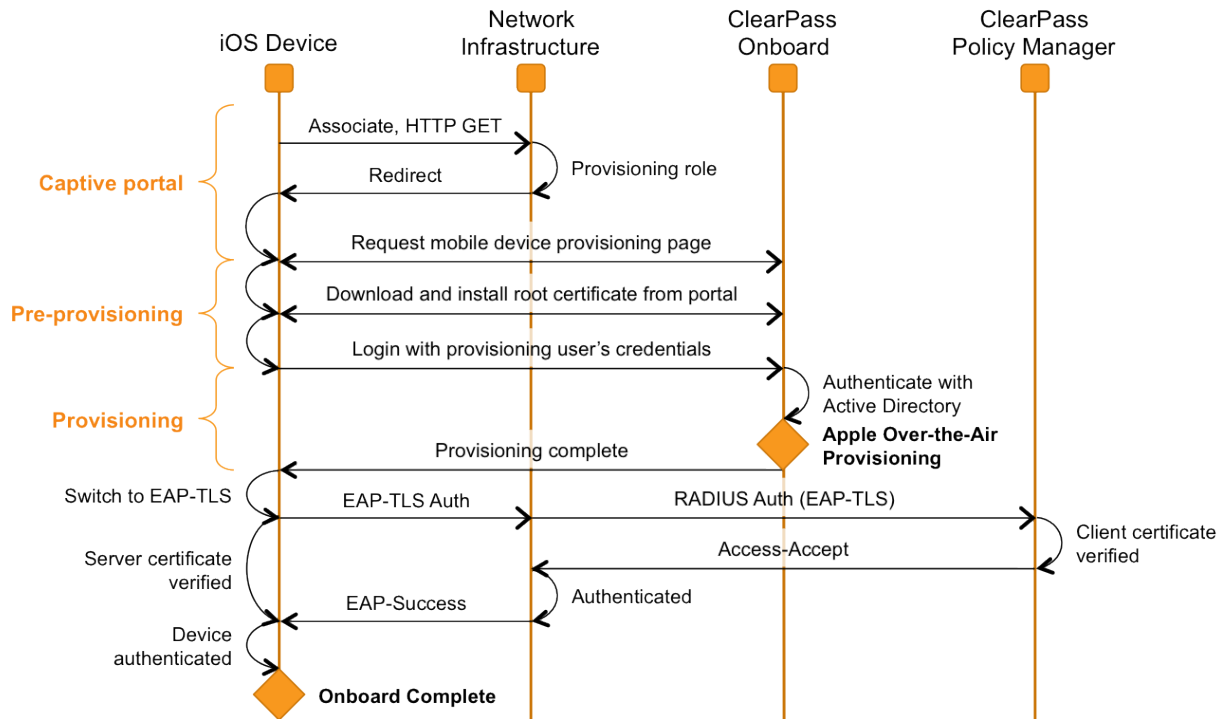 iOS Device
Network
Infrastructure
ClearPass
Onboard
ClearPass
Policy Manager
Associate, HTTP GET
Provisioning role
Captive portal
Redirect
Request mobile device provisioning page
Download and install root certificate from portal
Pre-provisioning
Login with provisioning user’s credentials
Authenticate with
Active Directory
Provisioning
Apple Over-the-Air
Provisioning
Provisioning complete
Switch to EAP-TLS
EAP-TLS Auth
RADIUS Auth (EAP-TLS)
Client certificate
verified
Server certificate
verified
Access-Accept
Authenticated
EAP-Success
Device
authenticated
Onboard Complete